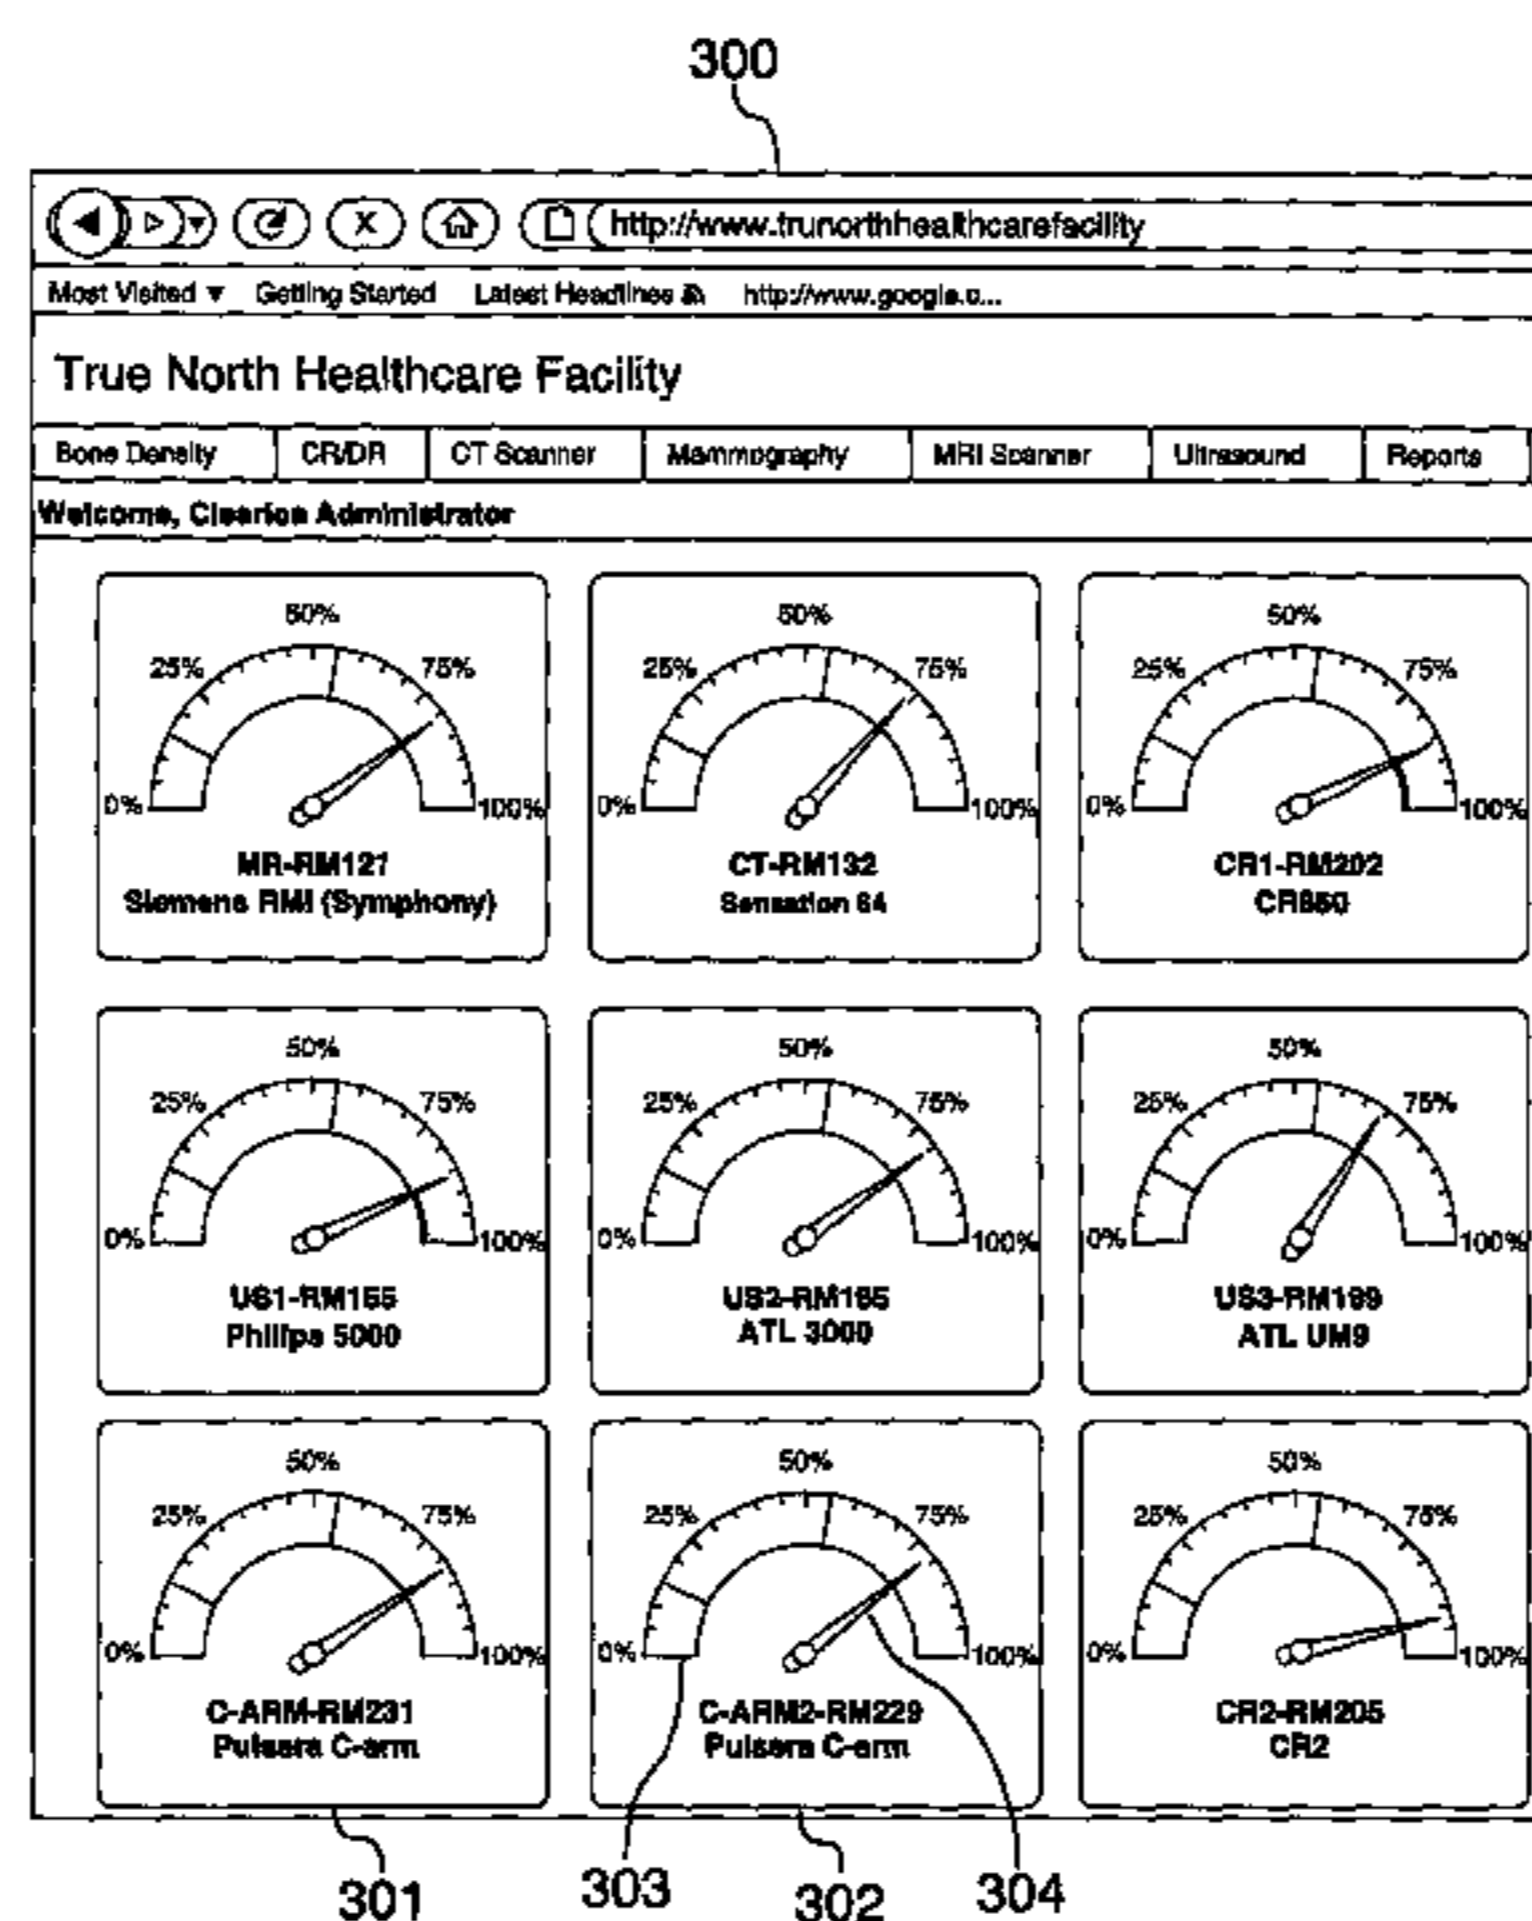 300
http://www.trunorthhealthcarefacility
Most Visited ▼ Getting Started Latest Headlines http://www.google.c...
True North Healthcare Facility
Bone Density CR/DR CT Scanner Mammography MRI Scanner Ultrasound Reports
Welcome, Clearica Administrator
50% 50% 50%
25% 75% 25% 75% 25% 75%
0% 100% 0% 100% 0% 100%
MR-RM127 CT-RM132 CR1-RM202
Siemens RMI (Symphony) Sensation 64 CR850
50% 50% 50%
25% 75% 25% 75% 25% 75%
0% 100% 0% 100% 0% 100%
US1-RM155 US2-RM195 US3-RM199
Philips 5000 ATL 3000 ATL UM9
50% 50% 50%
25% 75% 25% 75% 25% 75%
0% 100% 0% 100% 0% 100%
C-ARM-RM231 C-ARM2-RM229 CR2-RM205
Pulsera C-arm Pulsera C-arm CR2
301 303 302 304